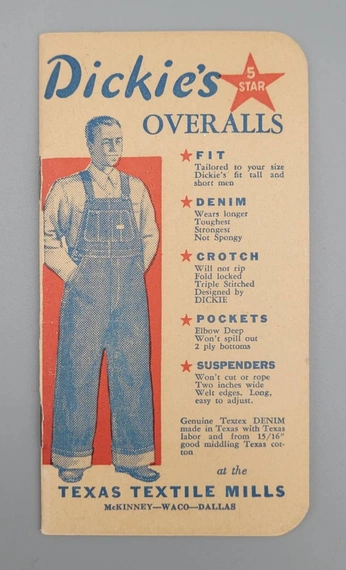 Dickie's
5
STAR
OVERALLS
FIT
Tailored to your size
Dickie's fit tall and
short men
DENIM
Wears longer
Toughest
Strongest
Not Spongy
CROTCH
Will not rip
Fold locked
Triple Stitched
Designed by
DICKIE
POCKETS
Elbow Deep
Won't spill out
2 ply bottoms
SUSPENDERS
Won't cut or rope
Two inches wide
Welt edges. Long,
easy to adjust.
Genuine Textex DENIM
made in Texas with Texas
labor and from 15/16"
good middling Texas cot-
ton
at the
TEXAS TEXTILE MILLS
McKINNEY—WACO—DALLAS